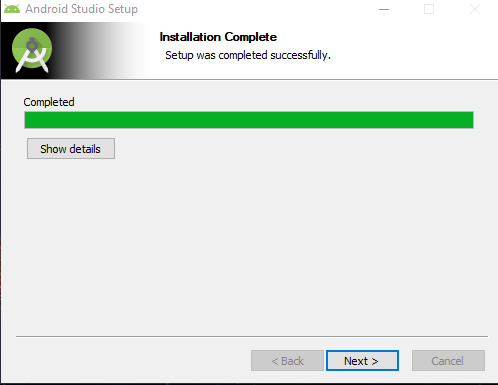 Android Studio Setup
Installation Complete
Setup was completed successfully.
Completed
Show details
< Back
Next >
Cancel